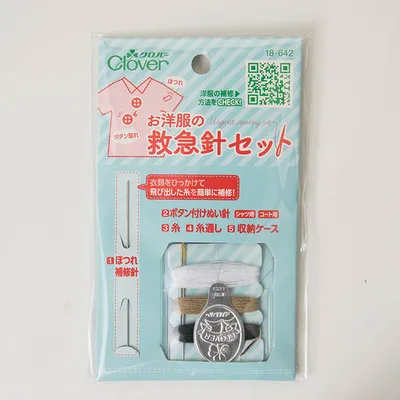 クロバー
Clover
18-642
ほつれ
ボタン取れ
洋服の補修
方法をCHECK!
お洋服の
救急針セット
衣類をひっかけて
飛び出した糸を簡単に補修!
1 ほつれ
補修針
2 ボタン付けぬい針 シャツ用 コート用
3 糸 4 糸通し 5 収納ケース
CLOVER